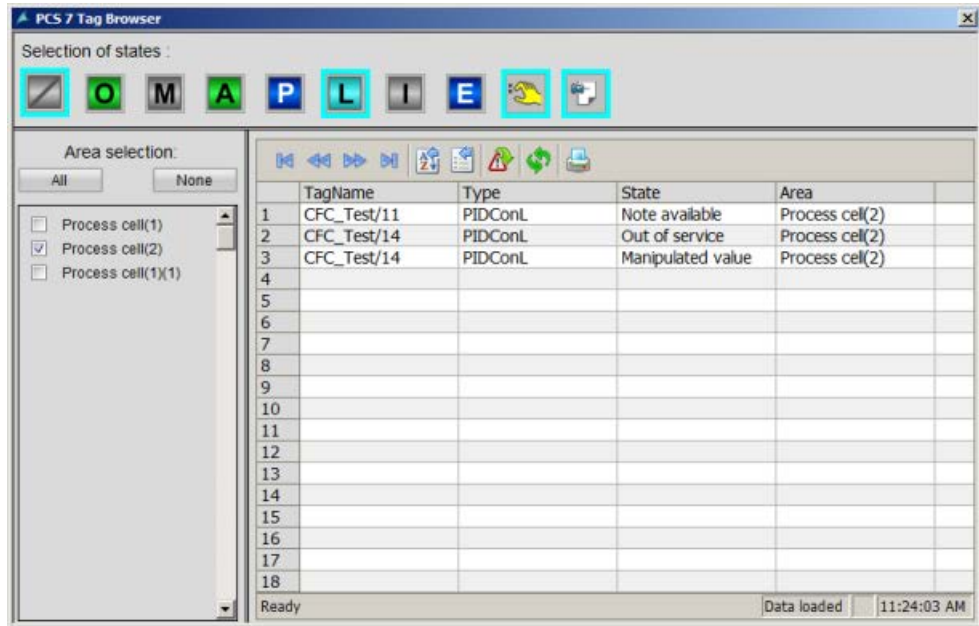 PCS 7 Tag Browser
Selection of states :
O M A P L I E
Area selection:
All None
Process cell(1)
Process cell(2)
Process cell(1)(1)
TagName Type State Area
1 CFC_Test/11 PIDConL Note available Process cell(2)
2 CFC_Test/14 PIDConL Out of service Process cell(2)
3 CFC_Test/14 PIDConL Manipulated value Process cell(2)
4
5
6
7
8
9
10
11
12
13
14
15
16
17
18
Ready Data loaded 11:24:03 AM